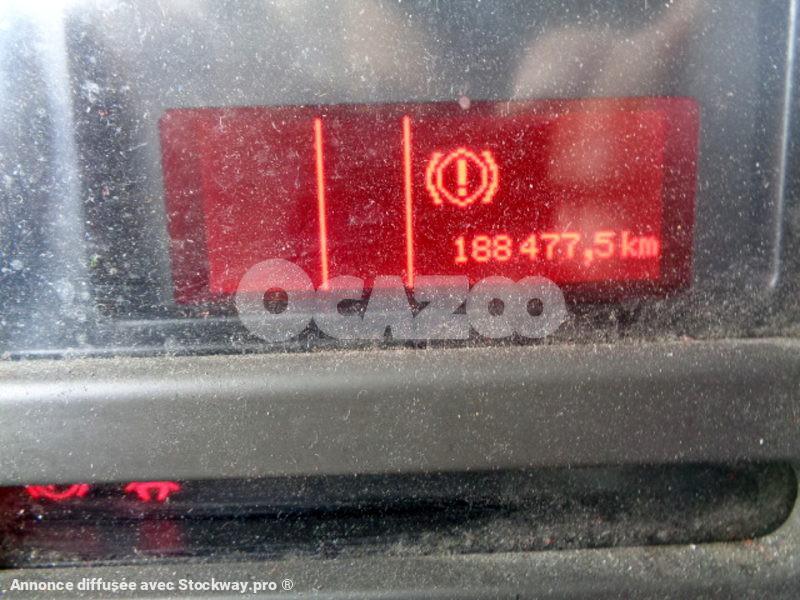 188 477,5 km
OCAZOO
Annonce diffusée avec Stockway.pro ®